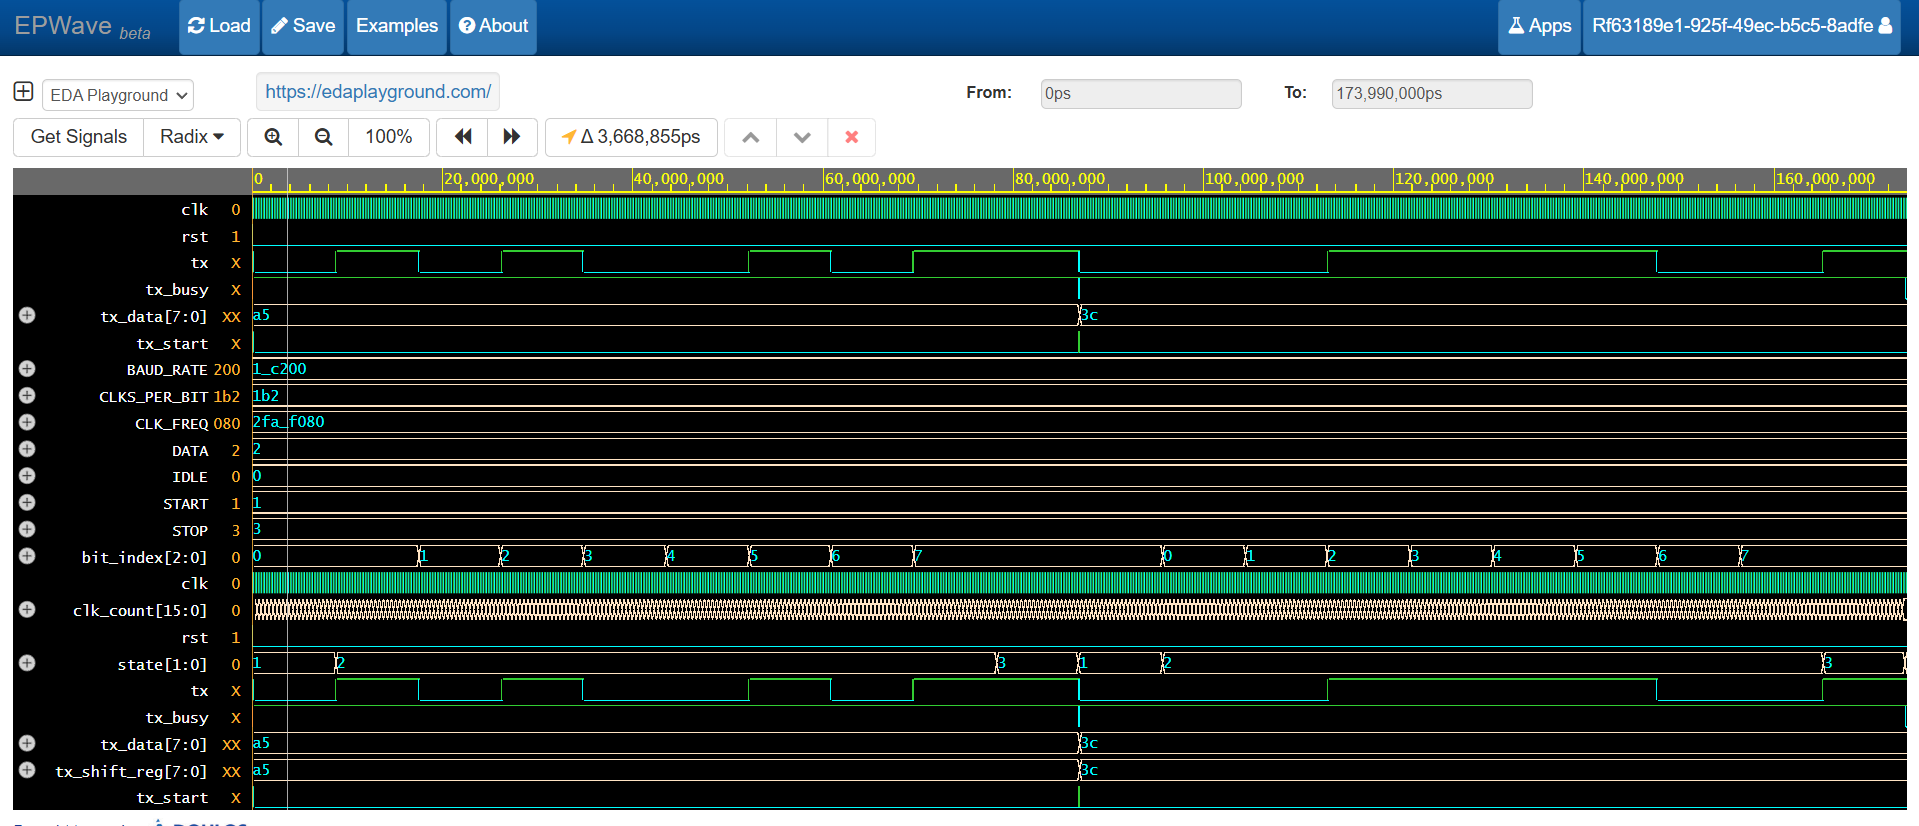 EPWave beta Load Save Examples About Apps Rf63189e1-925f-49ec-b5c5-8adfe
EDA Playground https://edaplayground.com/ From: 0ps To: 173,990,000ps
Get Signals Radix 100% Δ 3,668,855ps
0 20,000,000 40,000,000 60,000,000 80,000,000 100,000,000 120,000,000 140,000,000 160,000,000
clk 0
rst 1
tx X
tx_busy X
tx_data[7:0] XX a5 3c
tx_start X
BAUD_RATE 200 1_c200
CLKS_PER_BIT 1b2 1b2
CLK_FREQ 080 2fa_f080
DATA 2 2
IDLE 0 0
START 1 1
STOP 3 3
bit_index[2:0] 0 0 1 2 3 4 5 6 7 0 1 2 3 4 5 6 7
clk 0
clk_count[15:0] 0
rst 1
state[1:0] 0 1 2 3 1 2 3
tx X
tx_busy X
tx_data[7:0] XX a5 3c
tx_shift_reg[7:0] XX a5 3c
tx_start X